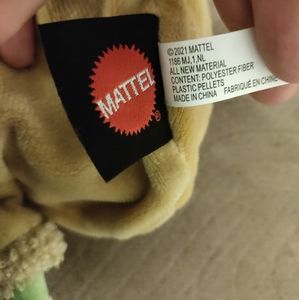 MATTEL
®
©2021 MATTEL
1186 MJ,1,NL
ALL NEW MATERIAL
CONTENT: POLYESTER FIBER
PLASTIC PELLETS
MADE IN CHINA FABRIQUÉ EN CHINE